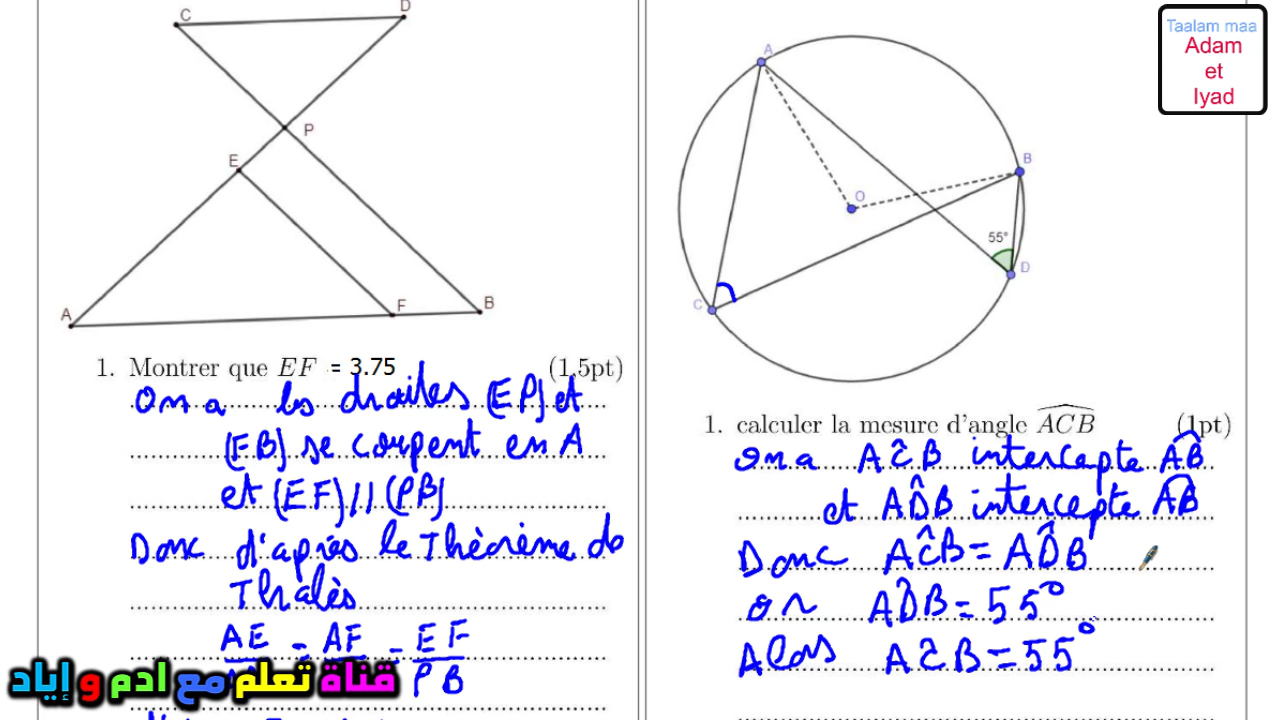 C
D
P
E
A
F
B
1. Montrer que EF = 3.75 (1,5pt)
On a les droites (EP) et
(FB) se coupent en A
et (EF) // (PB)
Donc d'après le Thèorème de
Thalès
AE = AF = EF
PB
قناة تعلم مع ادم و إياد
A
B
O
55°
D
C
1. calculer la mesure d'angle ACB (1pt)
on a AĈB intercepte AB
et AD̂B intercepte AB
Donc AĈB = AD̂B
or AD̂B = 55°
Alors AĈB = 55°
Taalam maa
Adam
et
Iyad